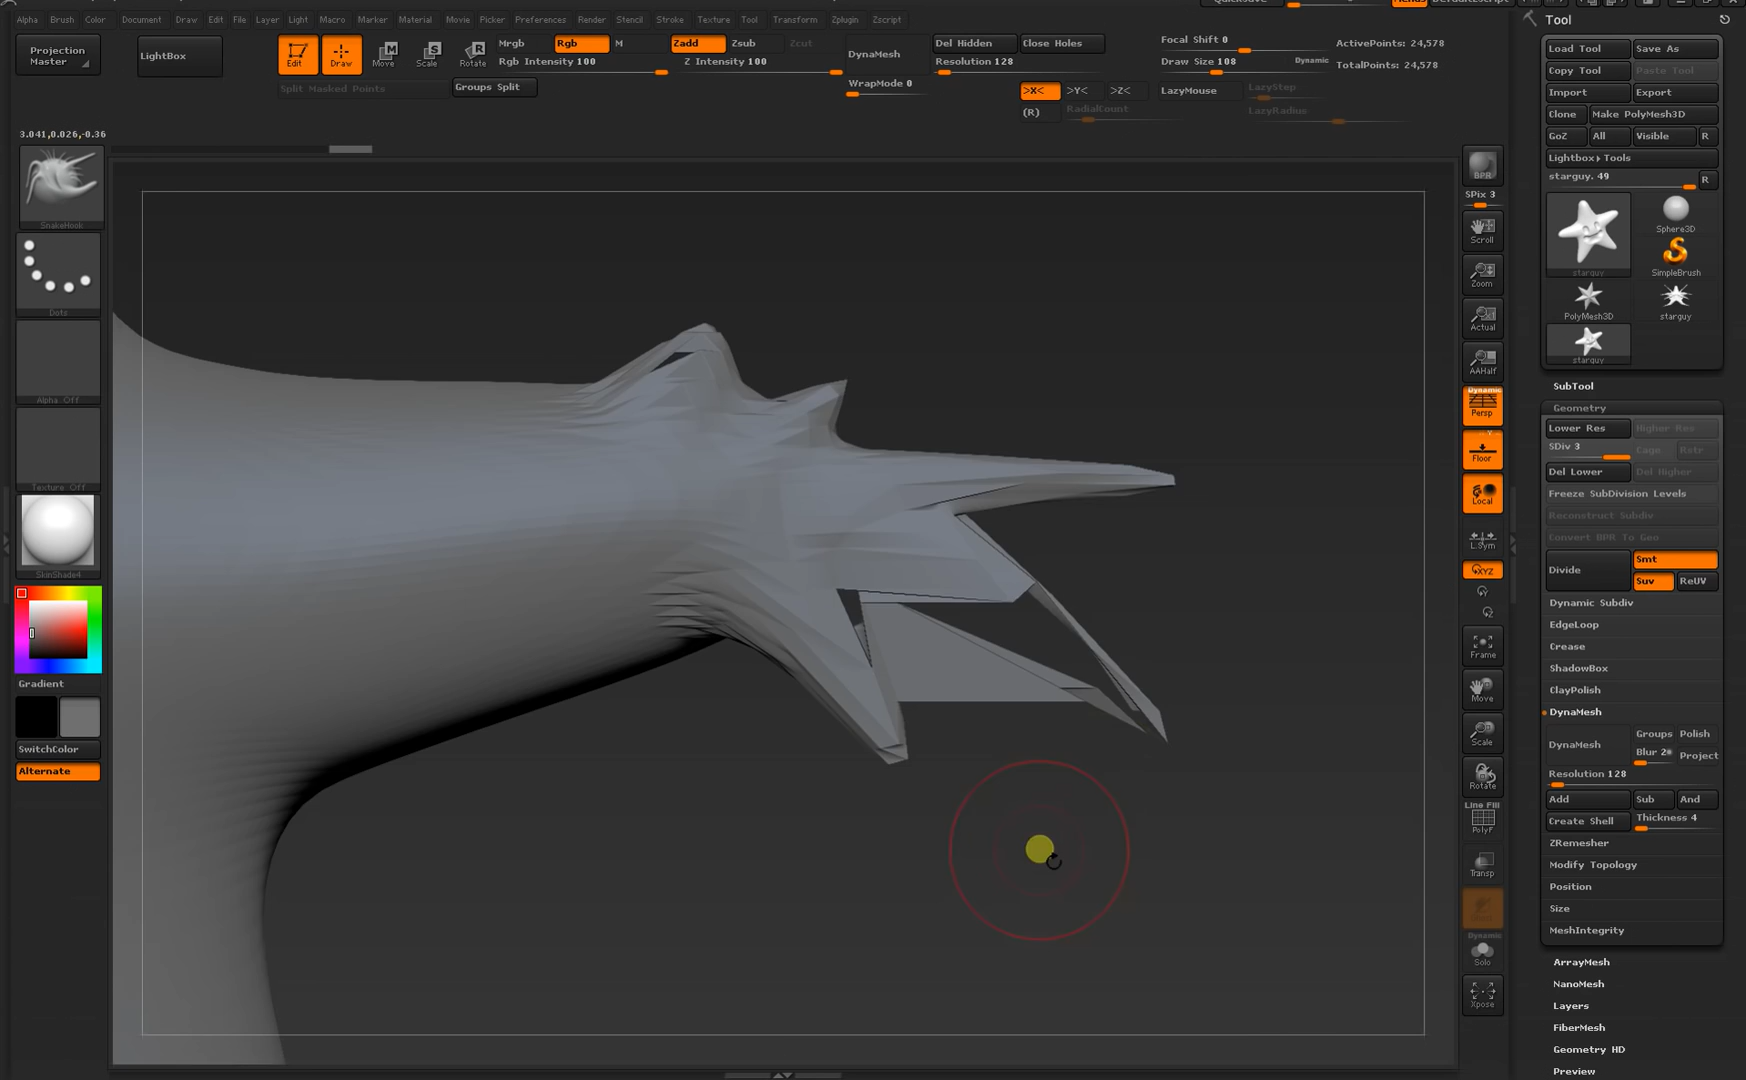 Alpha Brush Color Document Draw Edit File Layer Light Macro Marker Material Movie Picker Preferences Render Stencil Stroke Texture Tool Transform Zplugin Zscript
Projection Master
LightBox
Edit Draw Move Scale Rotate
Mrgb Rgb M
Rgb Intensity 100
Zadd Zsub Zcut
Z Intensity 100
Split Masked Points
Groups Split
DynaMesh
WrapMode 0
Del Hidden Close Holes
Resolution 128
>X< >Y< >Z<
(R) RadialCount
Focal Shift 0
Draw Size 108 Dynamic
LazyMouse LazyStep
LazyRadius
ActivePoints: 24,578
TotalPoints: 24,578
3.041,0.026,-0.36
SnakeHook
Dots
Alpha Off
Texture Off
SkinShade4
Gradient
SwitchColor
Alternate
BPR
SPix 3
Scroll
Zoom
Actual
AAHalf
Dynamic
Persp
Floor
Local
L.Sym
XYZ
Frame
Move
Scale
Rotate
Line Fill
PolyF
Transp
Dynamic
Solo
Xpose
Tool
Load Tool Save As
Copy Tool Paste Tool
Import Export
Clone Make PolyMesh3D
GoZ All Visible R
Lightbox▸Tools
starguy. 49 R
Sphere3D
starguy SimpleBrush
PolyMesh3D starguy
starguy
SubTool
Geometry
Lower Res Higher Res
SDiv 3 Cage Rstr
Del Lower Del Higher
Freeze SubDivision Levels
Reconstruct Subdiv
Convert BPR To Geo
Divide Smt
Suv ReUV
Dynamic Subdiv
EdgeLoop
Crease
ShadowBox
ClayPolish
DynaMesh
DynaMesh Groups Polish
Blur 2 Project
Resolution 128
Add Sub And
Create Shell Thickness 4
ZRemesher
Modify Topology
Position
Size
MeshIntegrity
ArrayMesh
NanoMesh
Layers
FiberMesh
Geometry HD
Preview